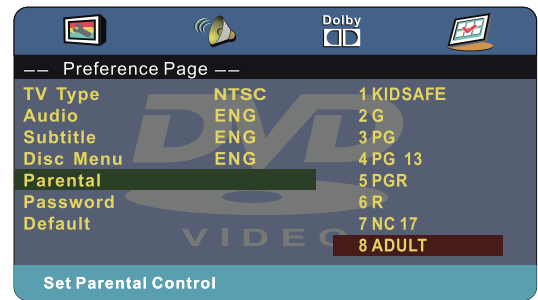 Dolby
—— Preference Page ——
TV Type NTSC 1 KIDSAFE
Audio ENG 2 G
Subtitle ENG 3 PG
Disc Menu ENG 4 PG 13
Parental 5 PGR
Password 6 R
Default 7 NC 17
8 ADULT
DVD
VIDEO
Set Parental Control